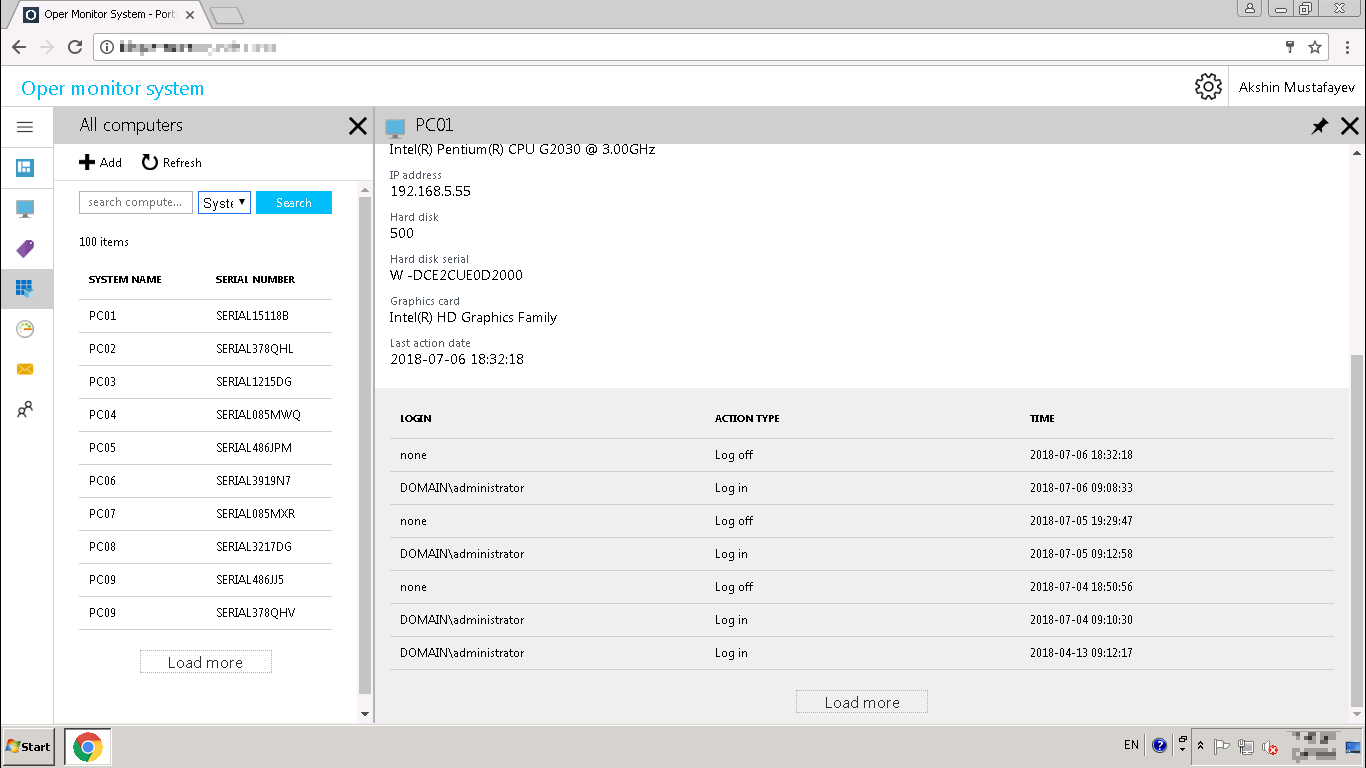 Oper Monitor System - Port
Oper monitor system
Akshin Mustafayev
All computers
Add Refresh
search compute... Syste Search
100 items
SYSTEM NAME SERIAL NUMBER
PC01 SERIAL15118B
PC02 SERIAL378QHL
PC03 SERIAL1215DG
PC04 SERIAL085MWQ
PC05 SERIAL486JPM
PC06 SERIAL3919N7
PC07 SERIAL085MXR
PC08 SERIAL3217DG
PC09 SERIAL486JJ5
PC09 SERIAL378QHV
Load more
PC01
Intel(R) Pentium(R) CPU G2030 @ 3.00GHz
IP address
192.168.5.55
Hard disk
500
Hard disk serial
W -DCE2CUE0D2000
Graphics card
Intel(R) HD Graphics Family
Last action date
2018-07-06 18:32:18
LOGIN ACTION TYPE TIME
none Log off 2018-07-06 18:32:18
DOMAIN\administrator Log in 2018-07-06 09:08:33
none Log off 2018-07-05 19:29:47
DOMAIN\administrator Log in 2018-07-05 09:12:58
none Log off 2018-07-04 18:50:56
DOMAIN\administrator Log in 2018-07-04 09:10:30
DOMAIN\administrator Log in 2018-04-13 09:12:17
Load more
Start
EN